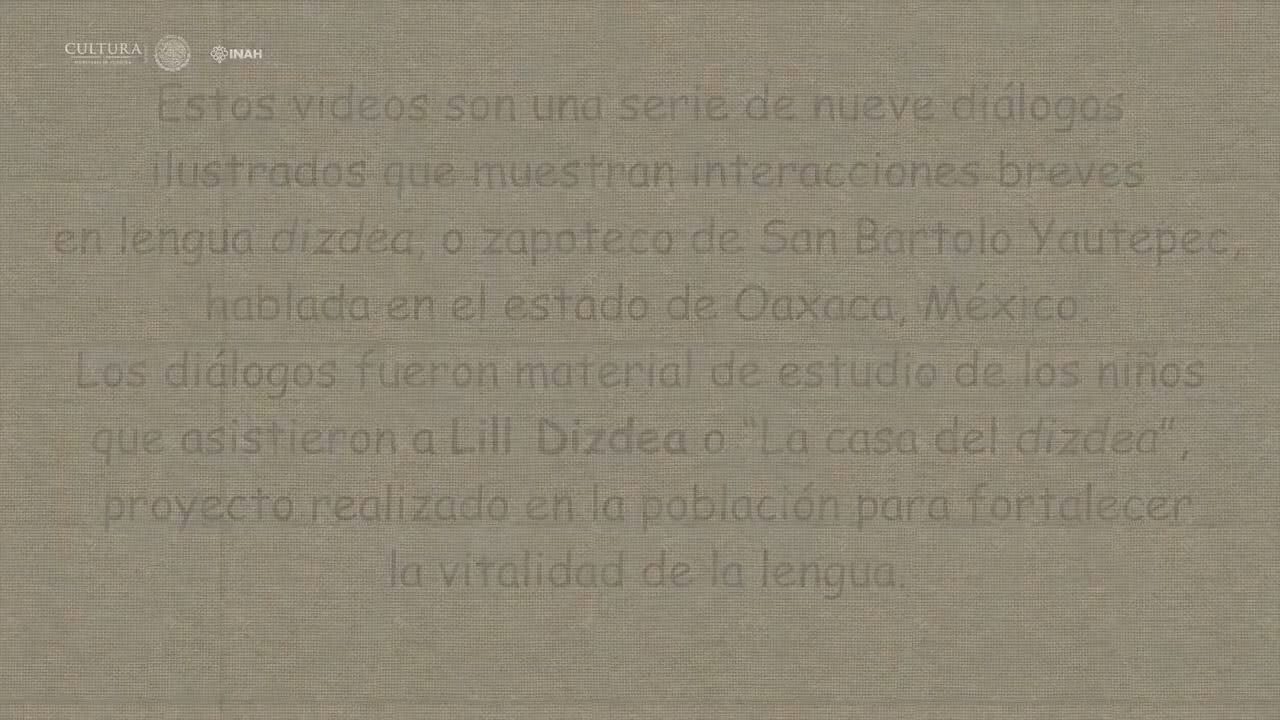 CULTURA
INAH
Estos videos son una serie de nueve diálogos
ilustrados que muestran interacciones breves
en lengua dizdea, o zapoteco de San Bartolo Yautepec,
hablada en el estado de Oaxaca, México.
Los diálogos fueron material de estudio de los niños
que asistieron a Lill Dizdea o "La casa del dizdea",
proyecto realizado en la población para fortalecer
la vitalidad de la lengua.